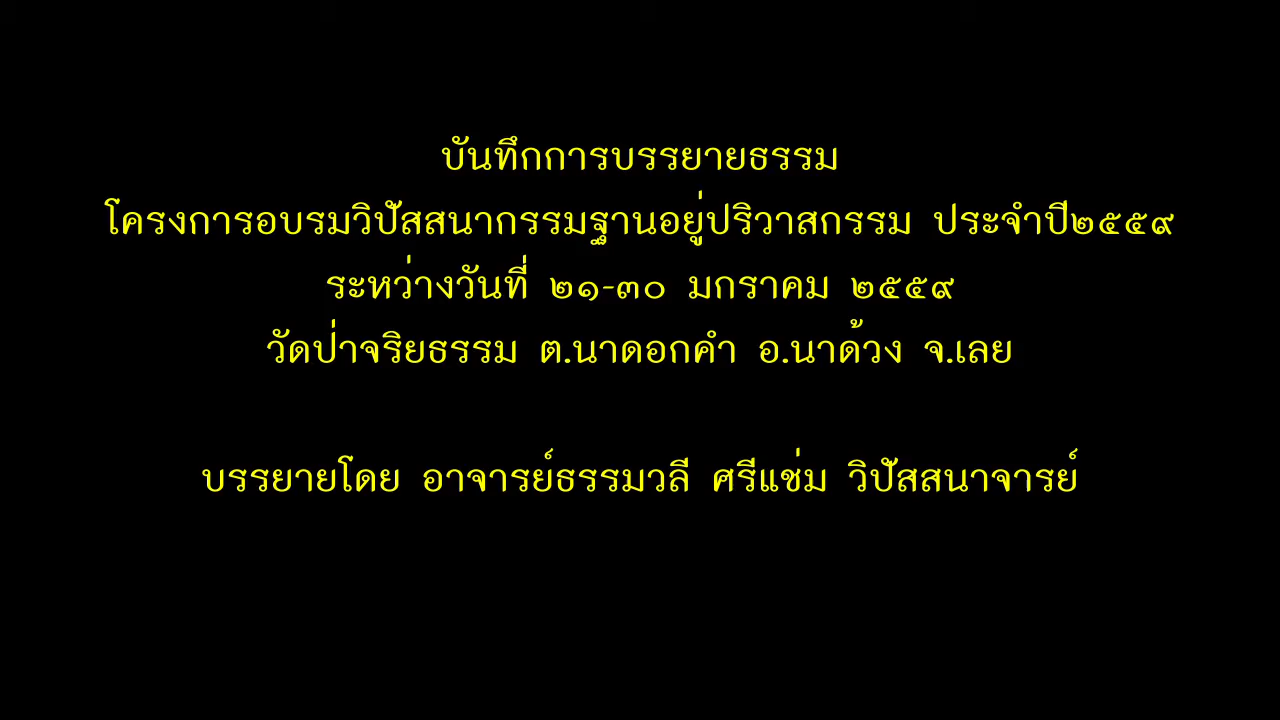 บันทึกการบรรยายธรรม
โครงการอบรมวิปัสสนากรรมฐานอยู่ปริวาสกรรม ประจำปี๒๕๕๙
ระหว่างวันที่ ๒๑-๓๐ มกราคม ๒๕๕๙
วัดป่าจริยธรรม ต.นาดอกคำ อ.นาด้วง จ.เลย
บรรยายโดย อาจารย์ธรรมวลี ศรีแช่ม วิปัสสนาจารย์